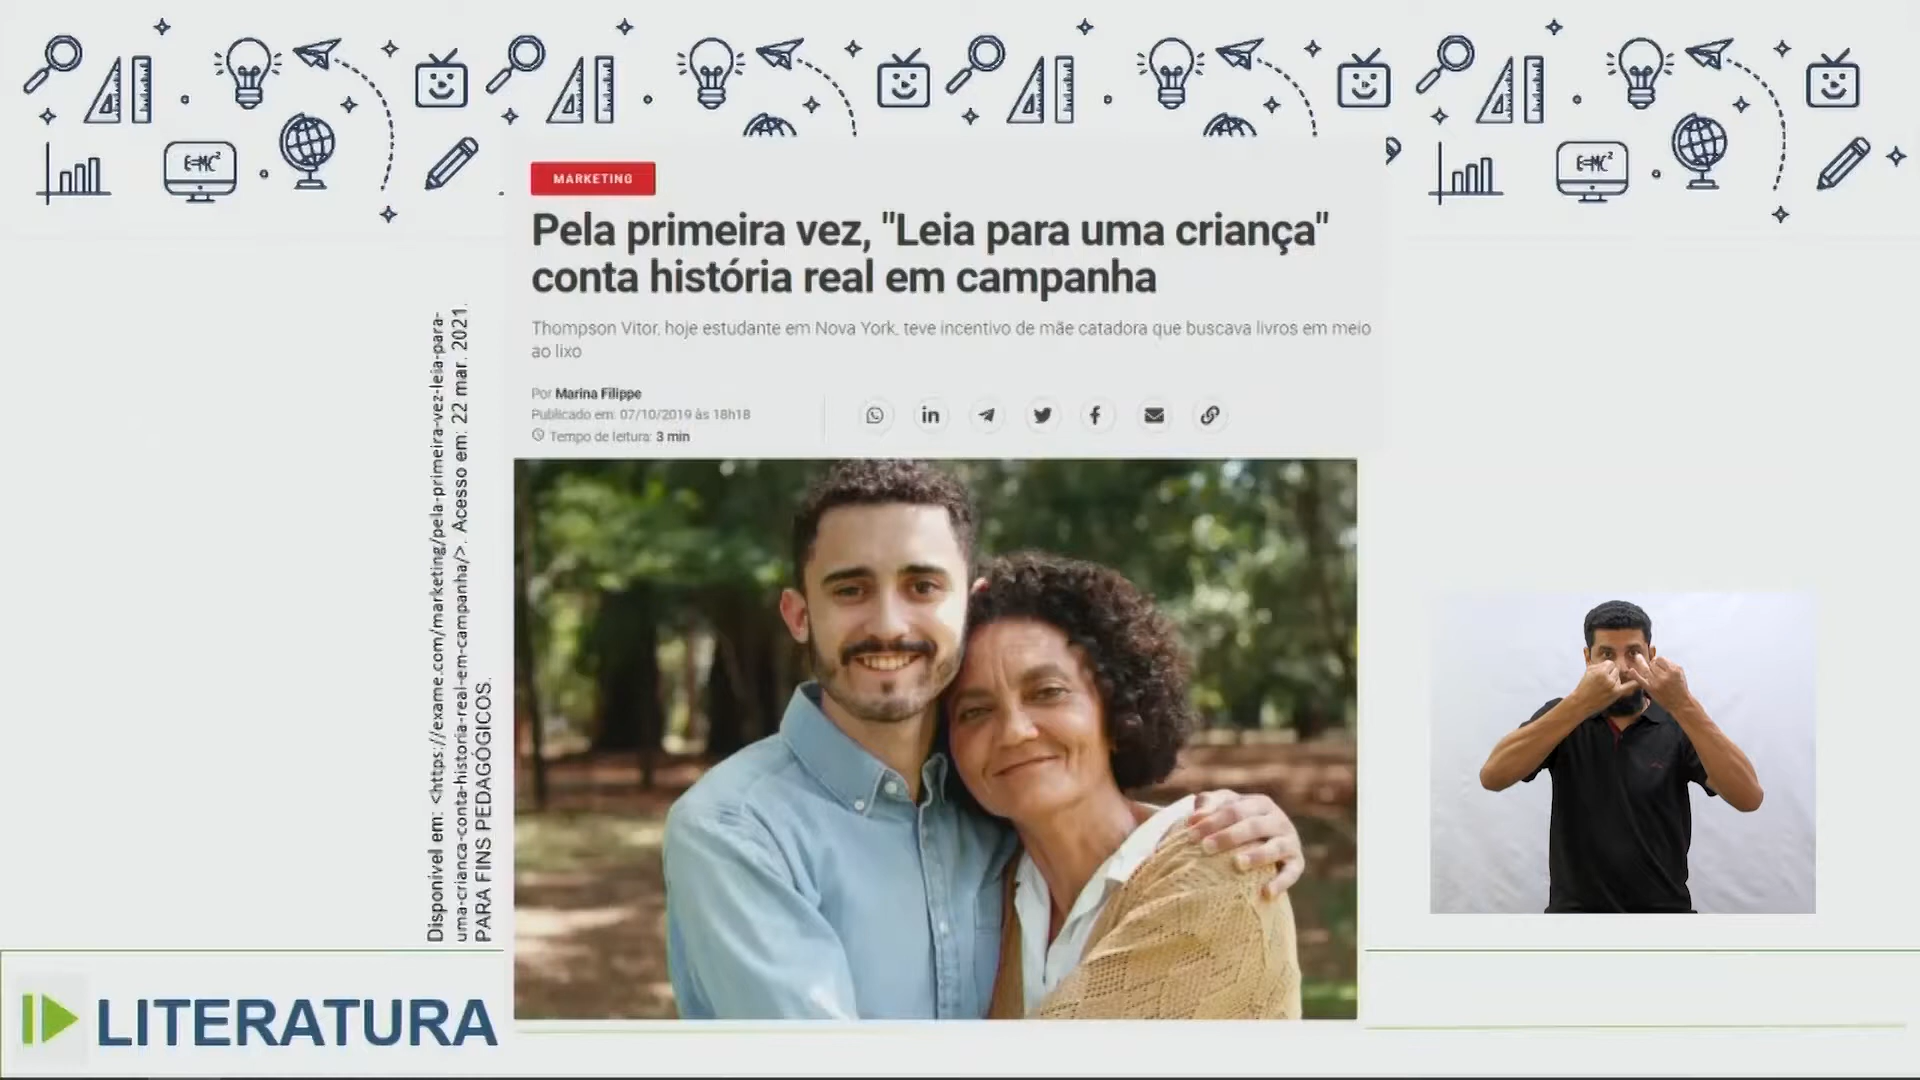 E=MC²
E=MC²
MARKETING
Pela primeira vez, "Leia para uma criança"
conta história real em campanha
Thompson Vitor, hoje estudante em Nova York, teve incentivo de mãe catadora que buscava livros em meio
ao lixo
Por Marina Filippe
Publicado em: 07/10/2019 às 18h18
Tempo de leitura: 3 min
Disponível em: <https://exame.com/marketing/pela-primeira-vez-leia-para-
uma-crianca-conta-historia-real-em-campanha/>. Acesso em: 22 mar. 2021.
PARA FINS PEDAGÓGICOS.
LITERATURA